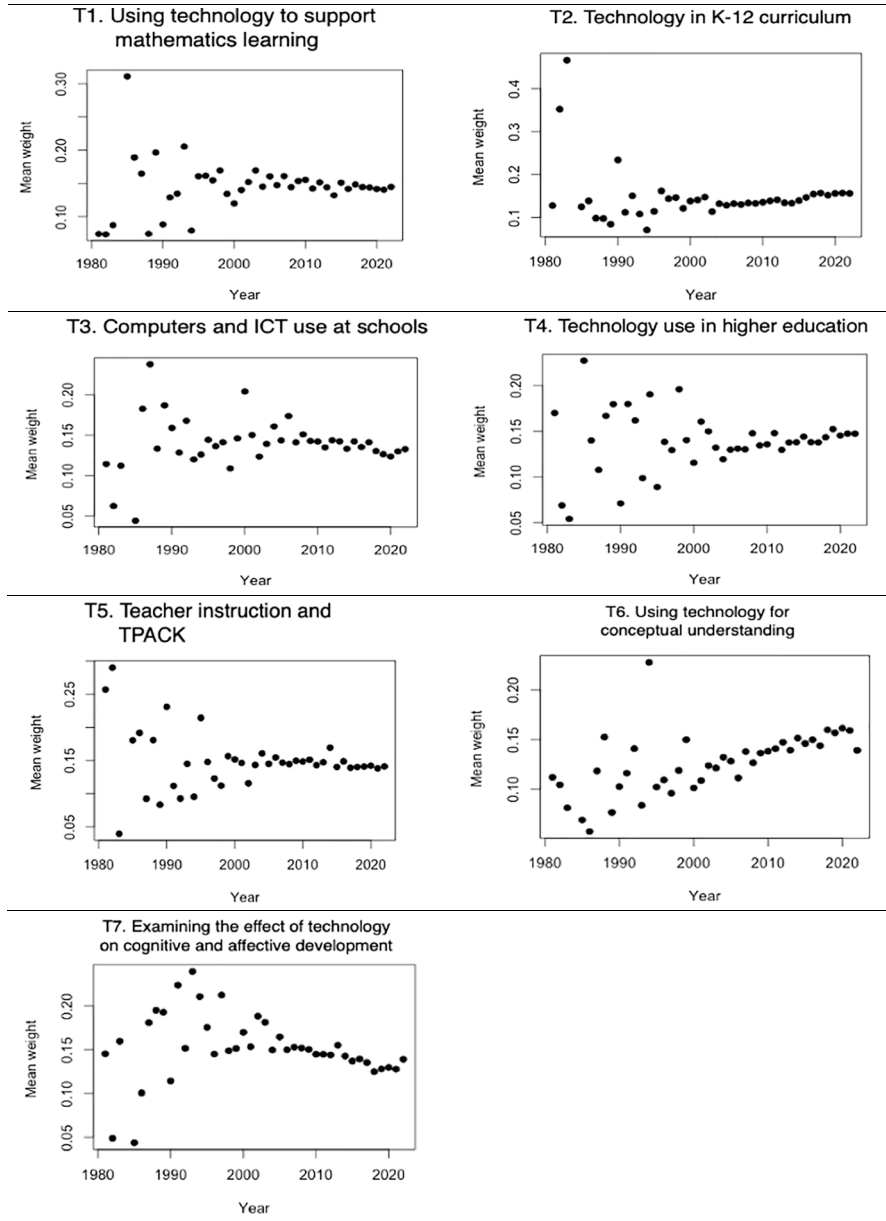 T1. Using technology to support
mathematics learning
Mean weight
0.30
0.20
0.10
1980 1990 2000 2010 2020
Year
T2. Technology in K-12 curriculum
Mean weight
0.4
0.3
0.2
0.1
1980 1990 2000 2010 2020
Year
T3. Computers and ICT use at schools
Mean weight
0.20
0.15
0.10
0.05
1980 1990 2000 2010 2020
Year
T4. Technology use in higher education
Mean weight
0.20
0.15
0.10
0.05
1980 1990 2000 2010 2020
Year
T5. Teacher instruction and
TPACK
Mean weight
0.25
0.15
0.05
1980 1990 2000 2010 2020
Year
T6. Using technology for
conceptual understanding
Mean weight
0.20
0.15
0.10
1980 1990 2000 2010 2020
Year
T7. Examining the effect of technology
on cognitive and affective development
Mean weight
0.20
0.15
0.10
0.05
1980 1990 2000 2010 2020
Year